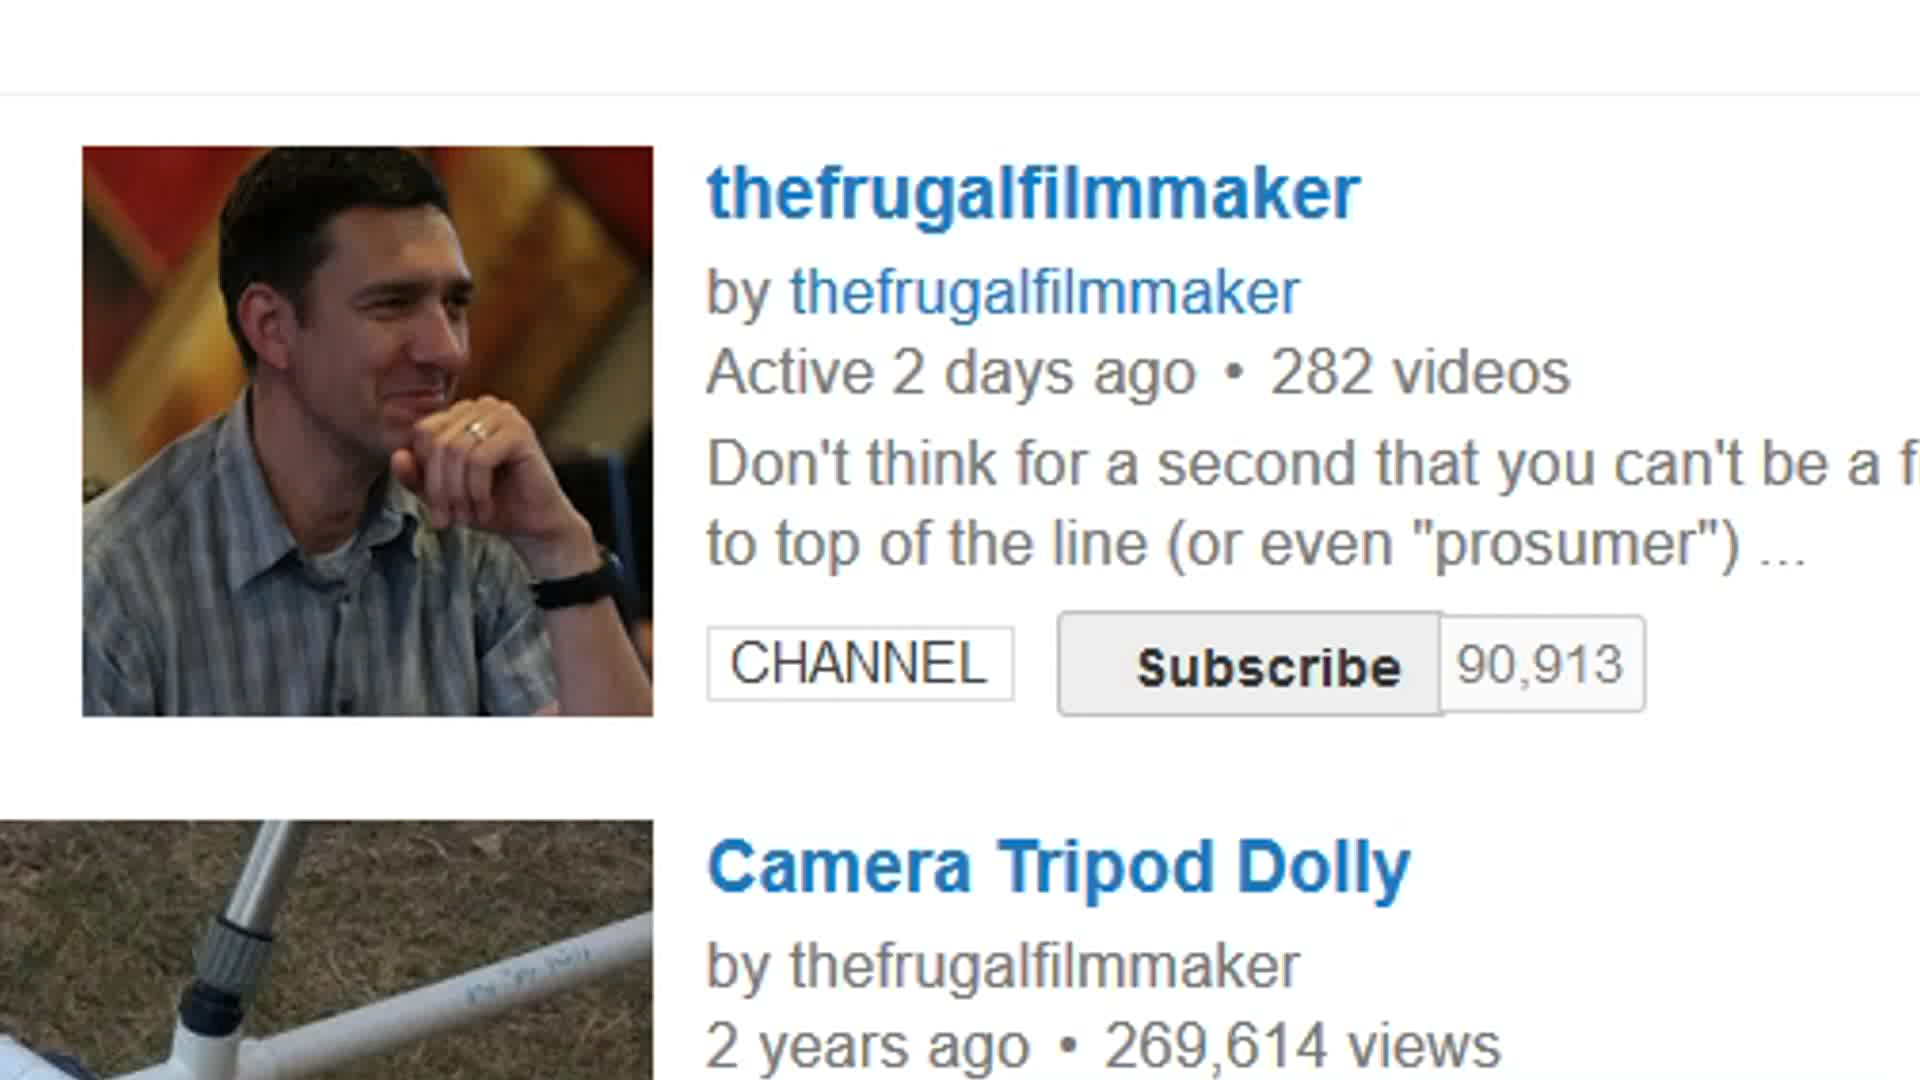 thefrugalfilmmaker
by thefrugalfilmmaker
Active 2 days ago • 282 videos
Don't think for a second that you can't be a
to top of the line (or even "prosumer") ...
CHANNEL Subscribe 90,913
Camera Tripod Dolly
by thefrugalfilmmaker
2 years ago • 269,614 views